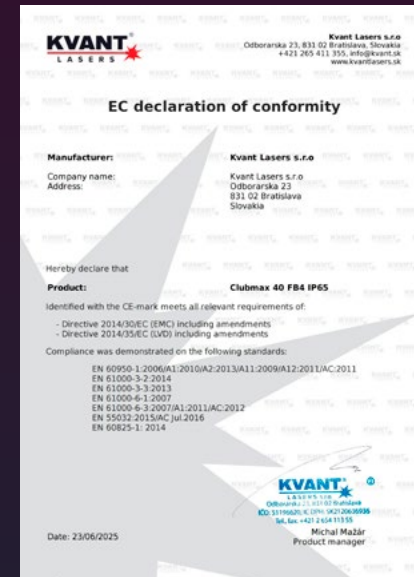 KVANT
LASERS
Kvant Lasers s.r.o
Odborarska 23, 831 02 Bratislava, Slovakia
+421 265 411 355, info@kvant.sk
www.kvantlasers.sk
EC declaration of conformity
Manufacturer: Kvant Lasers s.r.o
Company name: Kvant Lasers s.r.o
Address: Odborarska 23
831 02 Bratislava
Slovakia
Hereby declare that
Product: Clubmax 40 FB4 IP65
Identified with the CE-mark meets all relevant requirements of:
- Directive 2014/30/EC (EMC) including amendments
- Directive 2014/35/EC (LVD) including amendments
Compliance was demonstrated on the following standards:
EN 60950-1:2006/A1:2010/A2:2013/A11:2009/A12:2011/AC:2011
EN 61000-3-2:2014
EN 61000-3-3:2013
EN 61000-6-1:2007
EN 61000-6-3:2007/A1:2011/AC:2012
EN 55032:2015/AC Jul.2016
EN 60825-1: 2014
KVANT
LASERS s.r.o.
Odborárska 23, 831 02 Bratislava
Date: 23/06/2025
Michal Mažár
Product manager